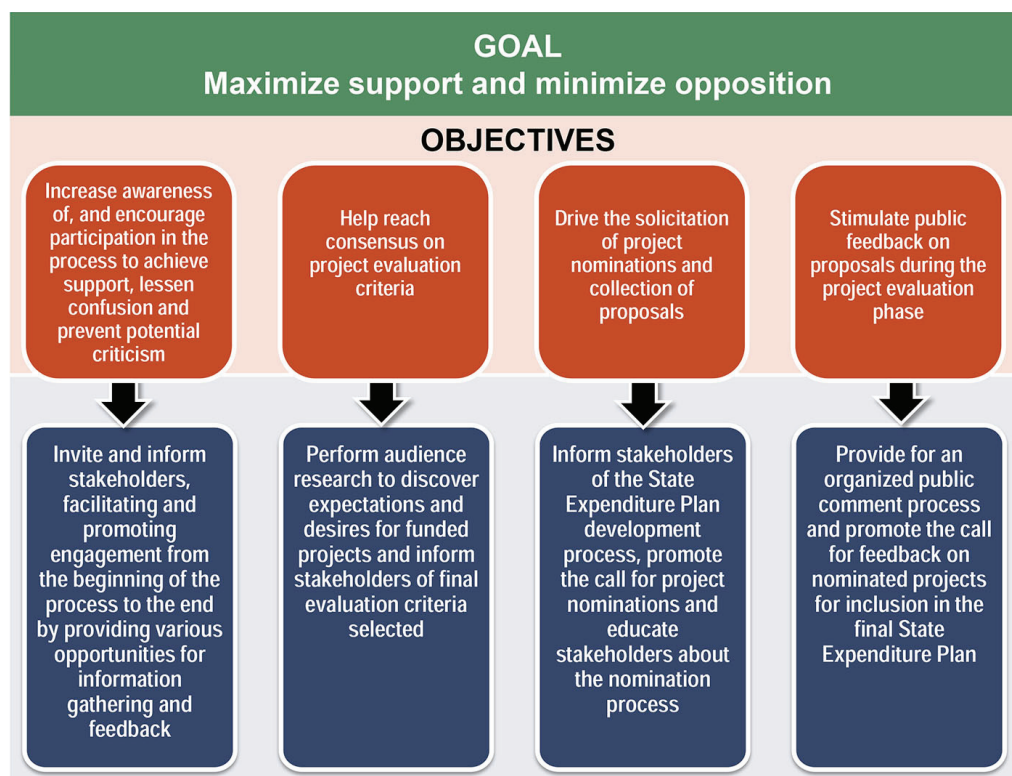 GOAL
Maximize support and minimize opposition
OBJECTIVES
Increase awareness
of, and encourage
participation in the
process to achieve
support, lessen
confusion and
prevent potential
criticism
Help reach
consensus on
project evaluation
criteria
Drive the solicitation
of project
nominations and
collection of
proposals
Stimulate public
feedback on
proposals during the
project evaluation
phase
Invite and inform
stakeholders,
facilitating and
promoting
engagement from
the beginning of the
process to the end
by providing various
opportunities for
information
gathering and
feedback
Perform audience
research to discover
expectations and
desires for funded
projects and inform
stakeholders of final
evaluation criteria
selected
Inform stakeholders
of the State
Expenditure Plan
development
process, promote
the call for project
nominations and
educate
stakeholders about
the nomination
process
Provide for an
organized public
comment process
and promote the call
for feedback on
nominated projects
for inclusion in the
final State
Expenditure Plan